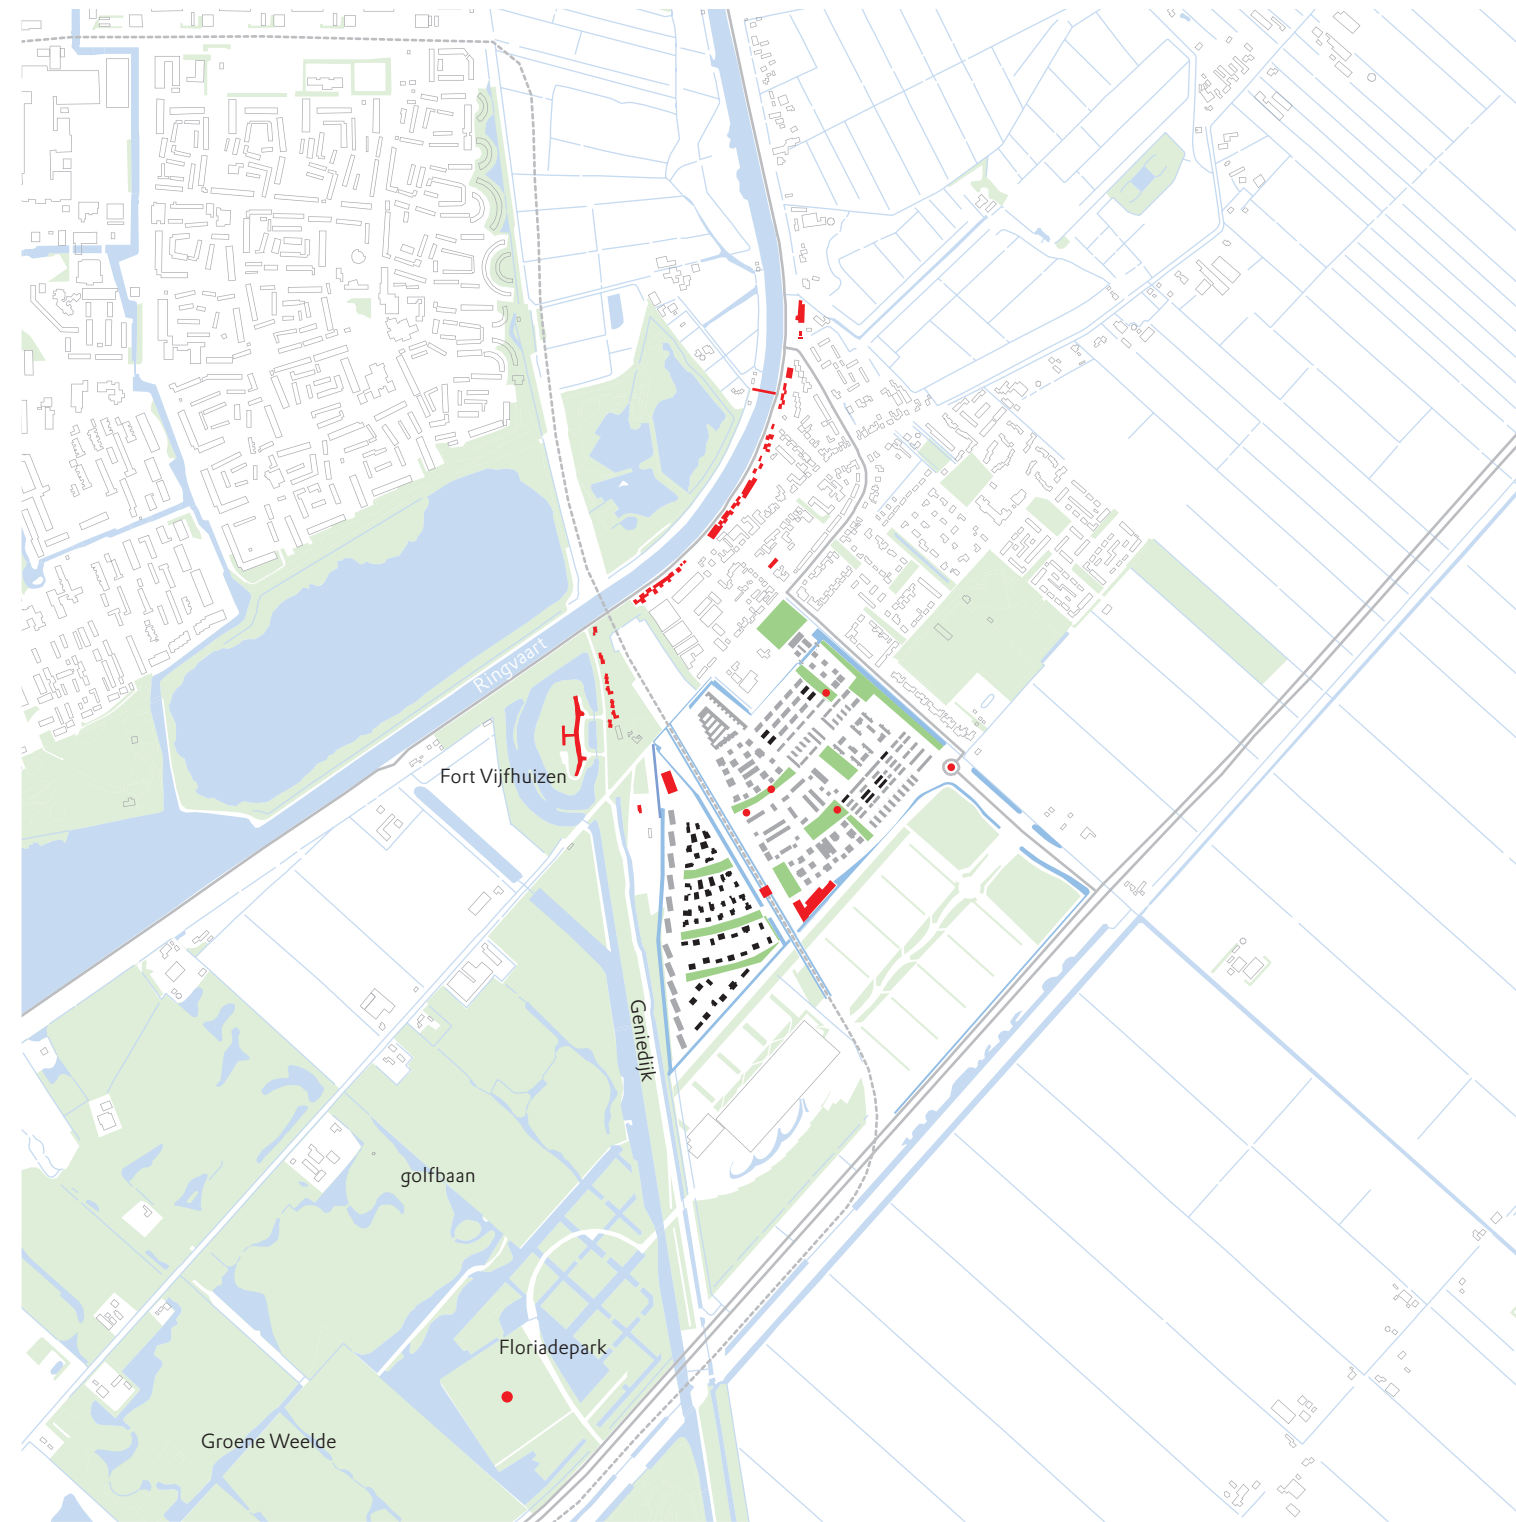 Ringvaart
Fort Vijfhuizen
Geniedijk
golfbaan
Floriadepark
Groene Weelde